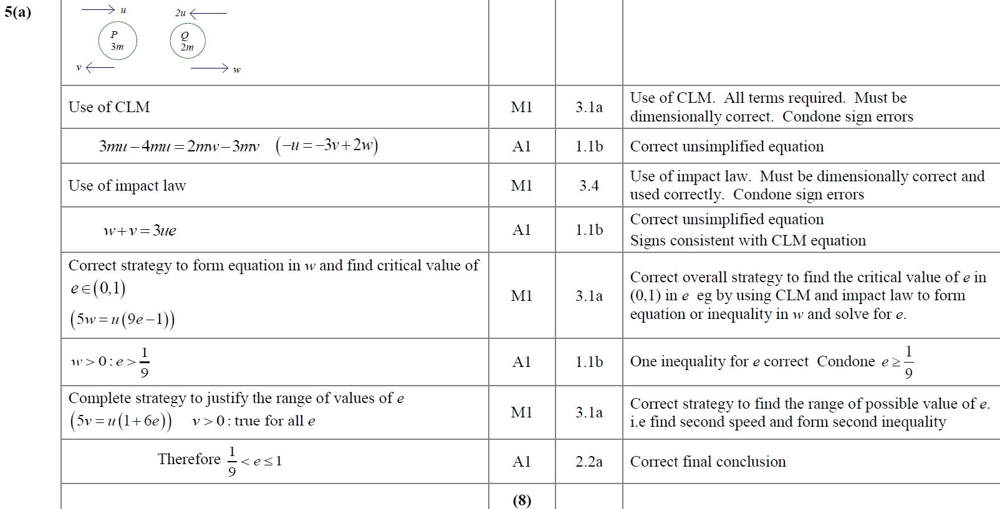 5(a)
u
2u
P
3m
Q
2m
v
w
Use of CLM
M1
3.1a
Use of CLM. All terms required. Must be
dimensionally correct. Condone sign errors
3mu − 4mu = 2mw − 3mv (−u = −3v + 2w)
A1
1.1b
Correct unsimplified equation
Use of impact law
M1
3.4
Use of impact law. Must be dimensionally correct and
used correctly. Condone sign errors
w + v = 3ue
A1
1.1b
Correct unsimplified equation
Signs consistent with CLM equation
Correct strategy to form equation in w and find critical value of
e ∈ (0,1)
(5w = u(9e − 1))
M1
3.1a
Correct overall strategy to find the critical value of e in
(0,1) in e eg by using CLM and impact law to form
equation or inequality in w and solve for e.
w > 0 : e > 1/9
A1
1.1b
One inequality for e correct Condone e ≥ 1/9
Complete strategy to justify the range of values of e
(5v = u(1 + 6e)) v > 0 : true for all e
M1
3.1a
Correct strategy to find the range of possible value of e.
i.e find second speed and form second inequality
Therefore 1/9 < e ≤ 1
A1
2.2a
Correct final conclusion
(8)